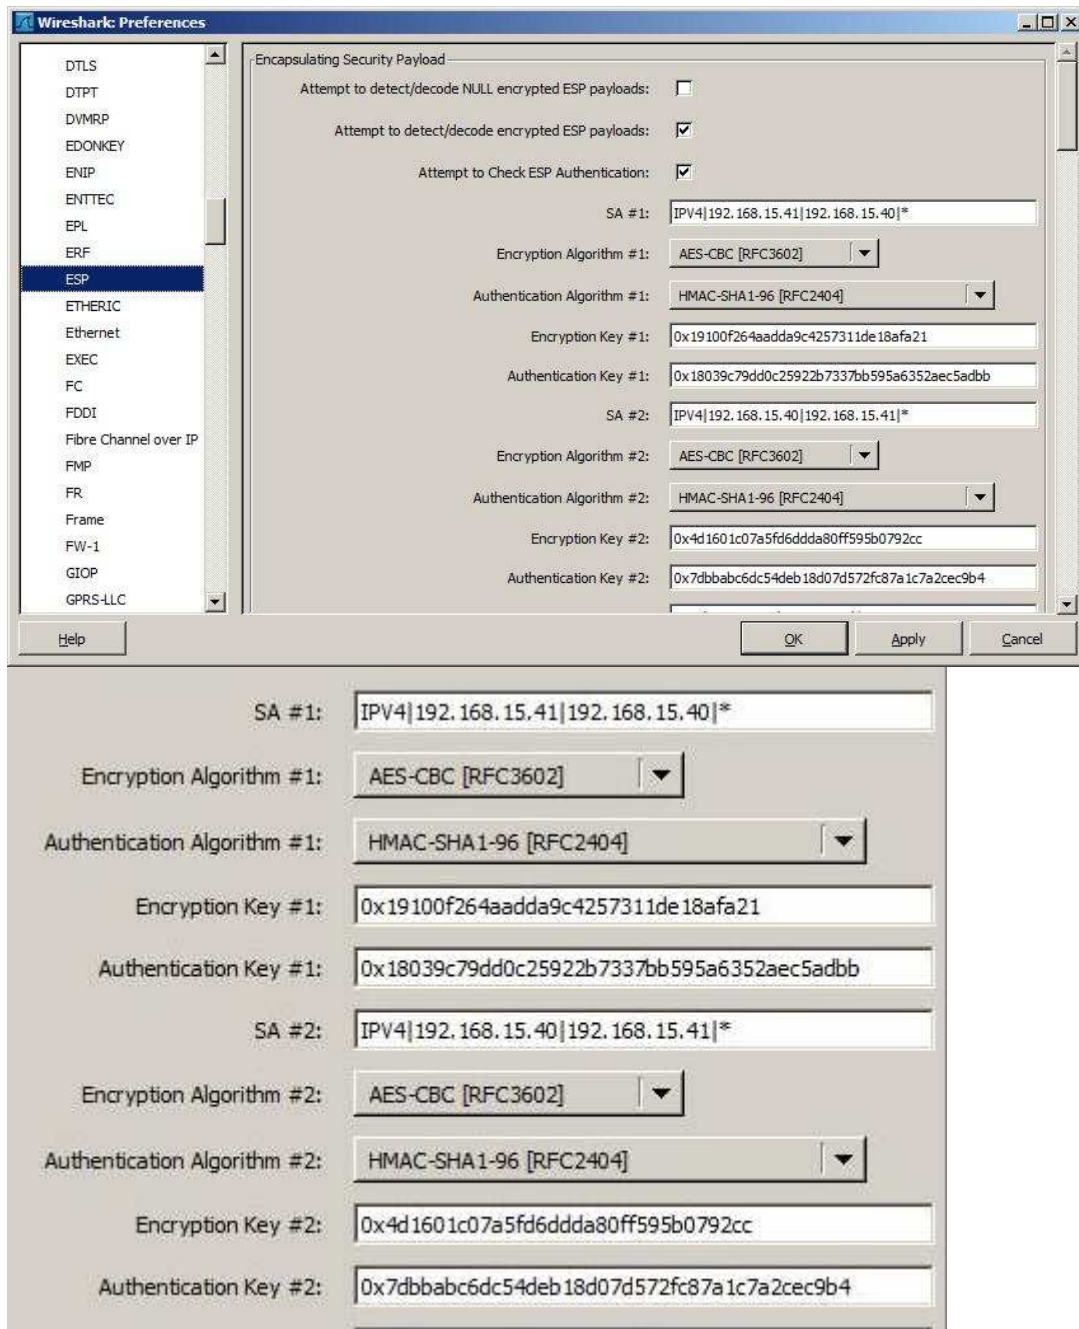 Wireshark: Preferences
DTLS
DTPT
DVMRP
EDONKEY
ENIP
ENTTEC
EPL
ERF
ESP
ETHERIC
Ethernet
EXEC
FC
FDDI
Fibre Channel over IP
FMP
FR
Frame
FW-1
GIOP
GPRS-LLC
Encapsulating Security Payload
Attempt to detect/decode NULL encrypted ESP payloads:
Attempt to detect/decode encrypted ESP payloads:
Attempt to Check ESP Authentication:
SA #1: IPV4|192.168.15.41|192.168.15.40|*
Encryption Algorithm #1: AES-CBC [RFC3602]
Authentication Algorithm #1: HMAC-SHA1-96 [RFC2404]
Encryption Key #1: 0x19100f264aadda9c4257311de18afa21
Authentication Key #1: 0x18039c79dd0c25922b7337bb595a6352aec5adbb
SA #2: IPV4|192.168.15.40|192.168.15.41|*
Encryption Algorithm #2: AES-CBC [RFC3602]
Authentication Algorithm #2: HMAC-SHA1-96 [RFC2404]
Encryption Key #2: 0x4d1601c07a5fd6ddda80ff595b0792cc
Authentication Key #2: 0x7dbbabc6dc54deb18d07d572fc87a1c7a2cec9b4
Help
OK
Apply
Cancel
SA #1: IPV4|192.168.15.41|192.168.15.40|*
Encryption Algorithm #1: AES-CBC [RFC3602]
Authentication Algorithm #1: HMAC-SHA1-96 [RFC2404]
Encryption Key #1: 0x19100f264aadda9c4257311de18afa21
Authentication Key #1: 0x18039c79dd0c25922b7337bb595a6352aec5adbb
SA #2: IPV4|192.168.15.40|192.168.15.41|*
Encryption Algorithm #2: AES-CBC [RFC3602]
Authentication Algorithm #2: HMAC-SHA1-96 [RFC2404]
Encryption Key #2: 0x4d1601c07a5fd6ddda80ff595b0792cc
Authentication Key #2: 0x7dbbabc6dc54deb18d07d572fc87a1c7a2cec9b4